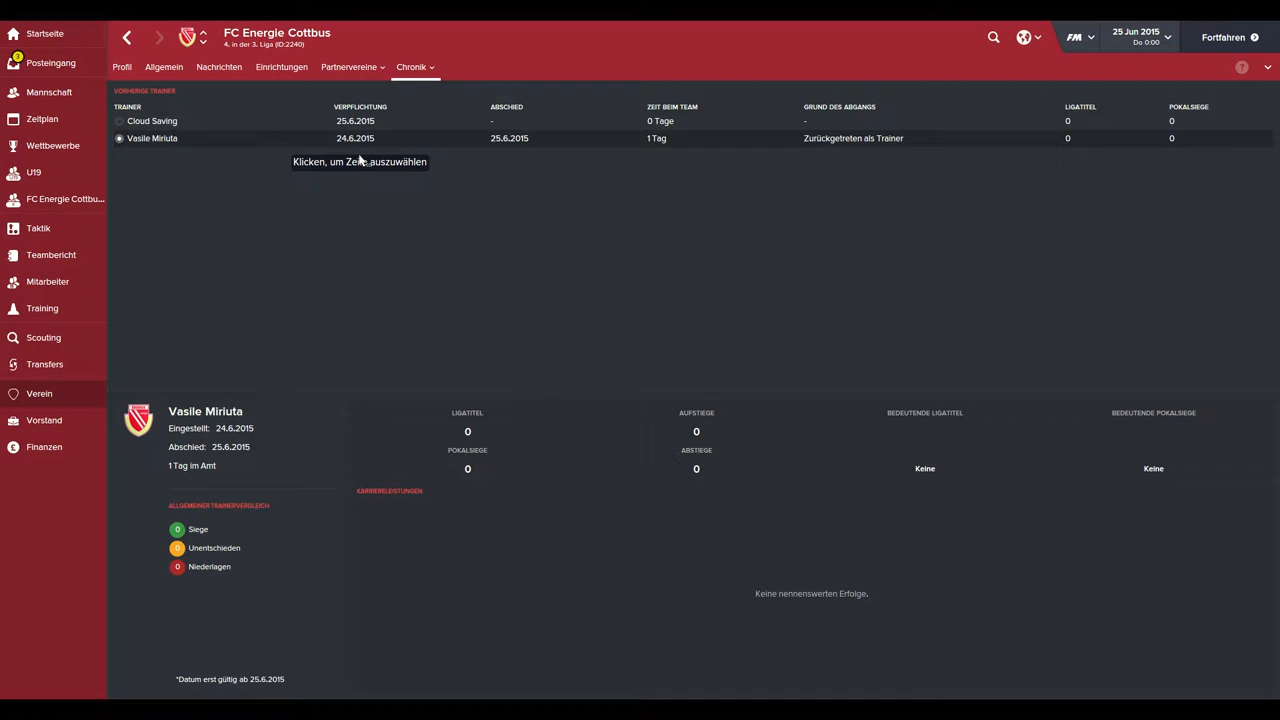 FC Energie Cottbus
4. in der 3. Liga (ID:2240)
FM
25 Jun 2015
Do 0:00
Fortfahren
Profil Allgemein Nachrichten Einrichtungen Partnervereine Chronik
?
Startseite
3
Posteingang
Mannschaft
Zeitplan
Wettbewerbe
U19
FC Energie Cottbu...
Taktik
Teambericht
Mitarbeiter
Training
Scouting
Transfers
Verein
Vorstand
Finanzen
VORHERIGE TRAINER
TRAINER VERPFLICHTUNG ABSCHIED ZEIT BEIM TEAM GRUND DES ABGANGS LIGATITEL POKALSIEGE
Cloud Saving 25.6.2015 - 0 Tage - 0 0
Vasile Miriuta 24.6.2015 25.6.2015 1 Tag Zurückgetreten als Trainer 0 0
Klicken, um Zeile auszuwählen
Vasile Miriuta
Eingestellt: 24.6.2015
Abschied: 25.6.2015
1 Tag im Amt
ALLGEMEINER TRAINERVERGLEICH
0 Siege
0 Unentschieden
0 Niederlagen
*Datum erst gültig ab 25.6.2015
LIGATITEL AUFSTIEGE BEDEUTENDE LIGATITEL BEDEUTENDE POKALSIEGE
0 0
POKALSIEGE ABSTIEGE
0 0 Keine Keine
KARRIERELEISTUNGEN
Keine nennenswerten Erfolge.